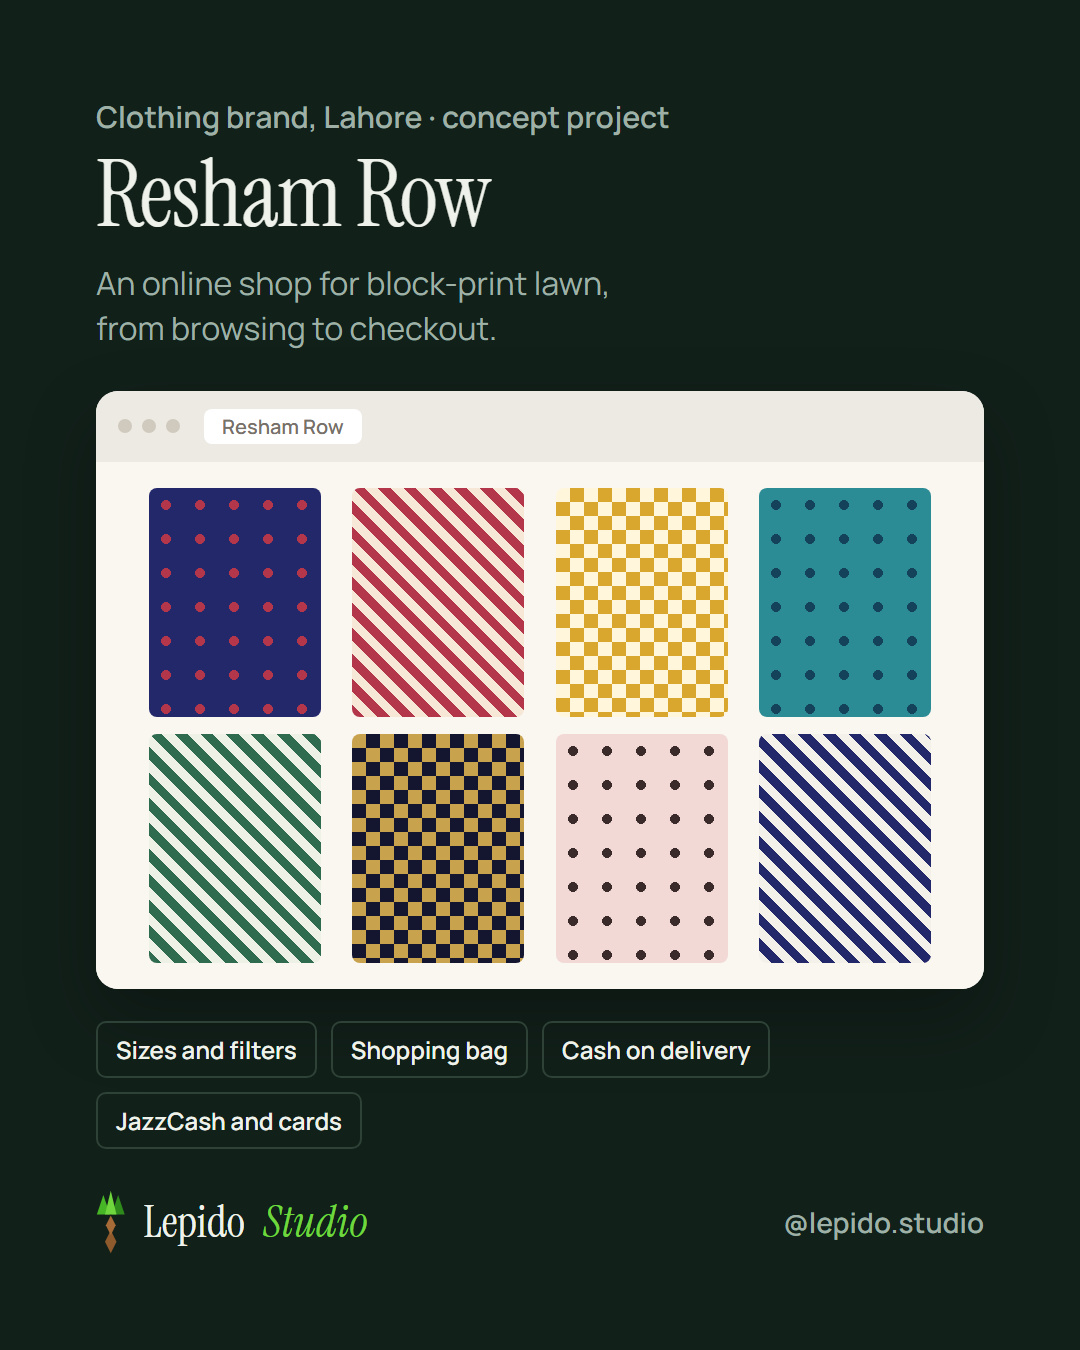 Clothing brand, Lahore · concept project
Resham Row
An online shop for block-print lawn,
from browsing to checkout.
Resham Row
Sizes and filters
Shopping bag
Cash on delivery
JazzCash and cards
Lepido Studio
@lepido.studio